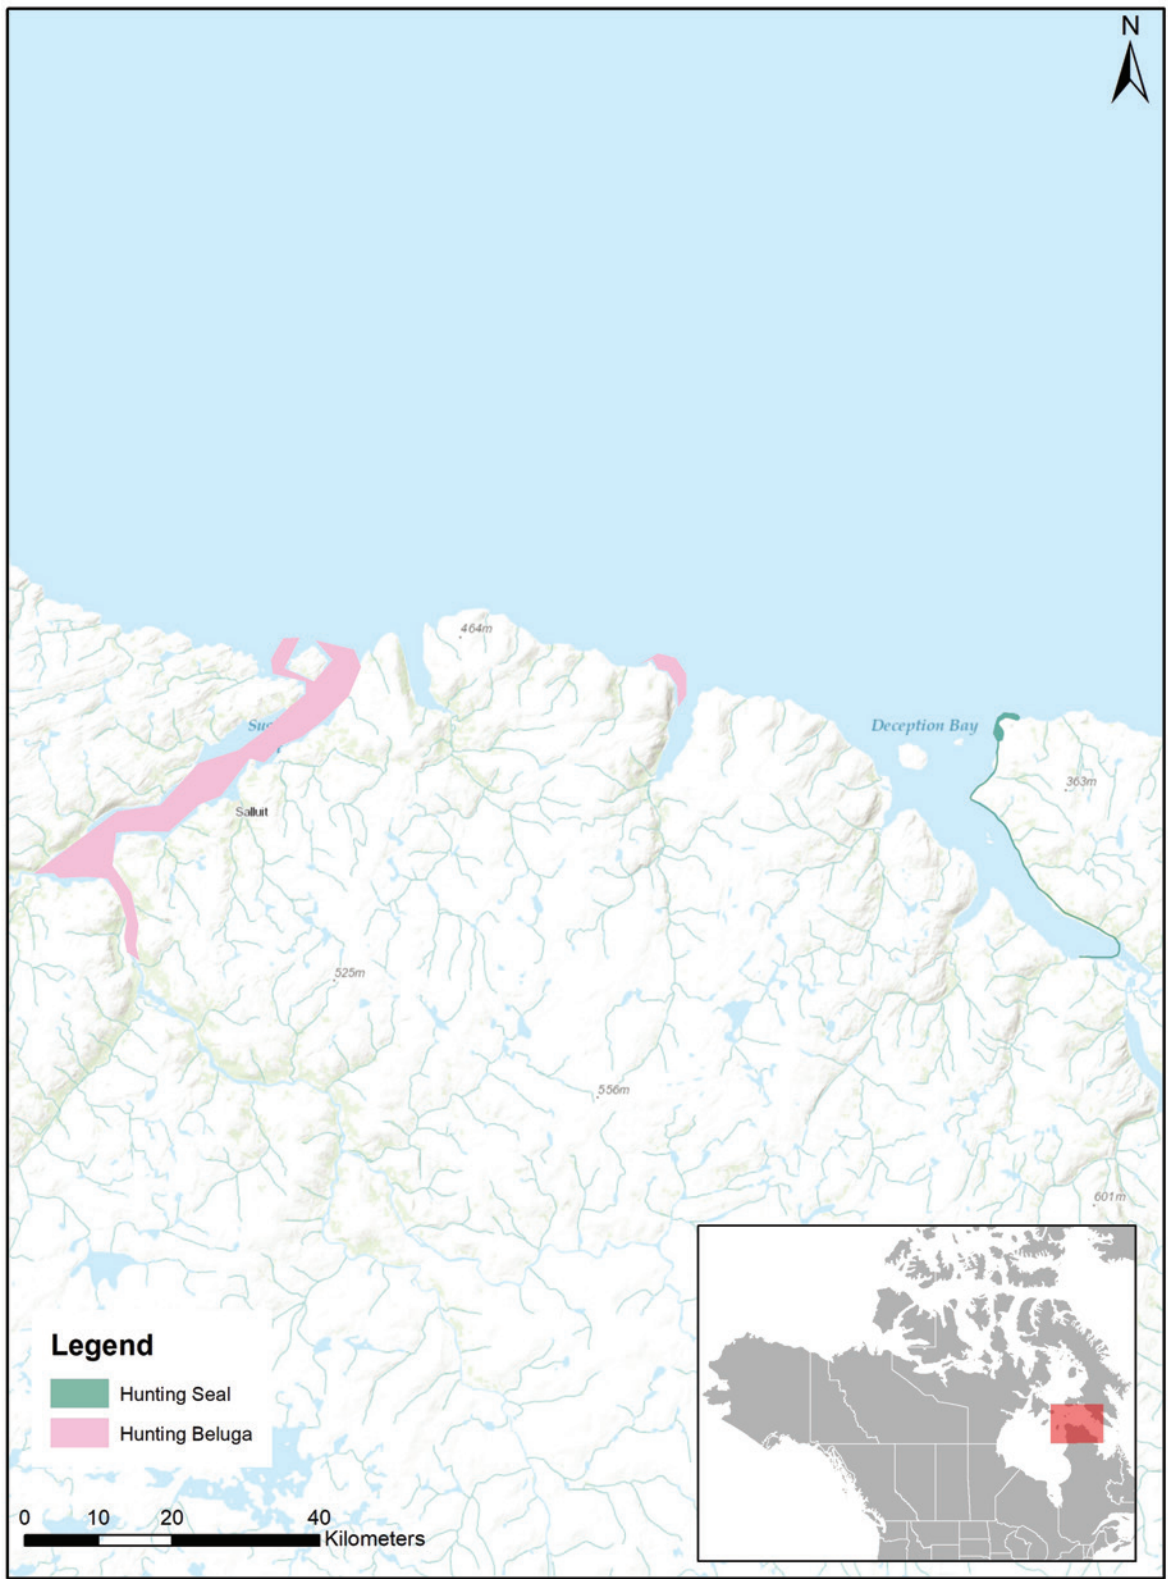 N
464m
Deception Bay
363m
Salluit
525m
556m
601m
Legend
Hunting Seal
Hunting Beluga
0 10 20 40
Kilometers